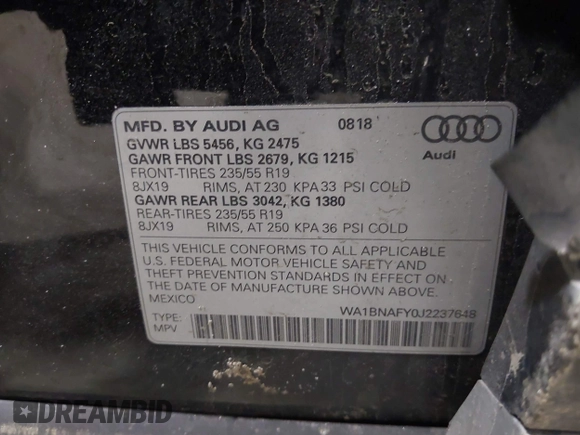 MFD. BY AUDI AG 0818
GVWR LBS 5456, KG 2475
GAWR FRONT LBS 2679, KG 1215
FRONT-TIRES 235/55 R19
8JX19 RIMS, AT 230 KPA 33 PSI COLD
GAWR REAR LBS 3042, KG 1380
REAR-TIRES 235/55 R19
8JX19 RIMS, AT 250 KPA 36 PSI COLD
Audi
THIS VEHICLE CONFORMS TO ALL APPLICABLE
U.S. FEDERAL MOTOR VEHICLE SAFETY AND
THEFT PREVENTION STANDARDS IN EFFECT ON
THE DATE OF MANUFACTURE SHOWN ABOVE.
MEXICO
WA1BNAFY0J2237648
TYPE:
MPV
DREAMBID